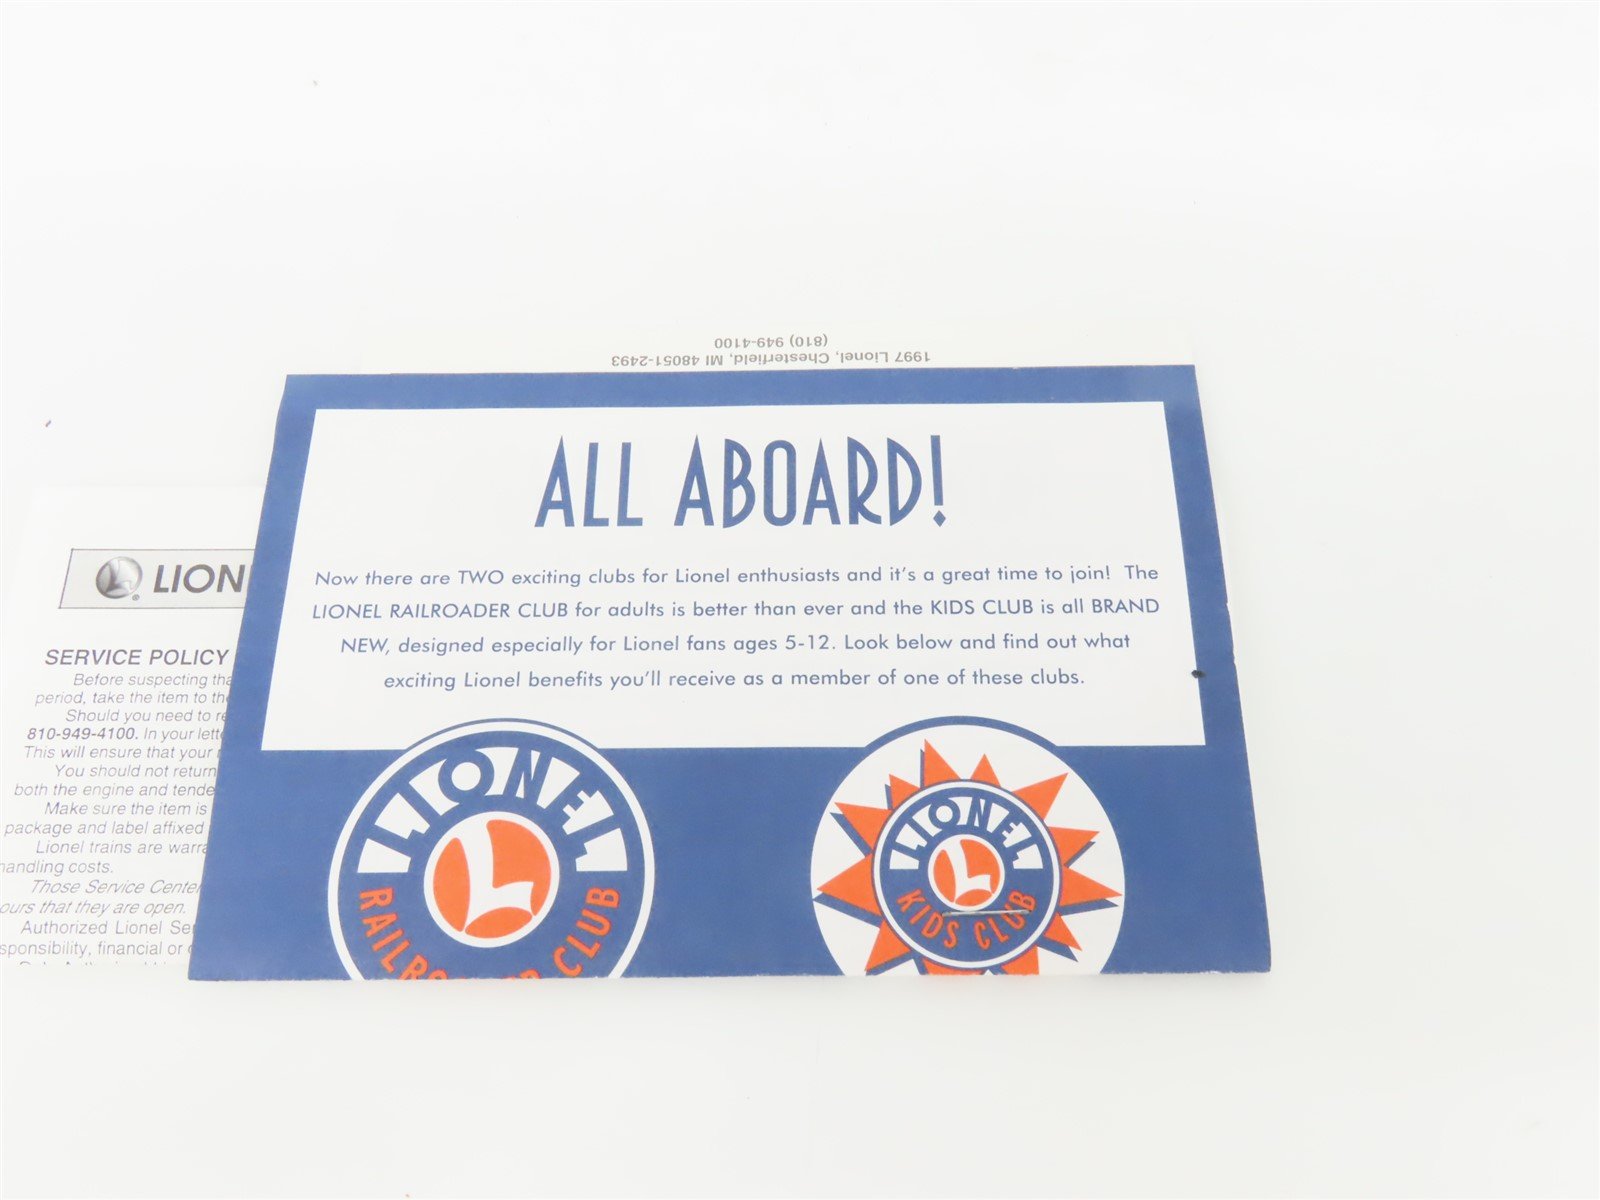 (810) 949-4100
1997 Lionel, Chesterfield, MI 48051-2493
ALL ABOARD!
Now there are TWO exciting clubs for Lionel enthusiasts and it's a great time to join! The
LIONEL RAILROADER CLUB for adults is better than ever and the KIDS CLUB is all BRAND
NEW, designed especially for Lionel fans ages 5-12. Look below and find out what
exciting Lionel benefits you'll receive as a member of one of these clubs.
LIONEL
L
RAILROADER CLUB
LIONEL
L
KIDS CLUB
L LION
SERVICE POLICY
Before suspecting tha
period, take the item to the
Should you need to re
810-949-4100. In your lette
This will ensure that your
You should not return
both the engine and tende
Make sure the item is
package and label affixed
Lionel trains are warra
handling costs.
Those Service Center
ours that they are open.
Authorized Lionel Ser
sponsibility, financial or